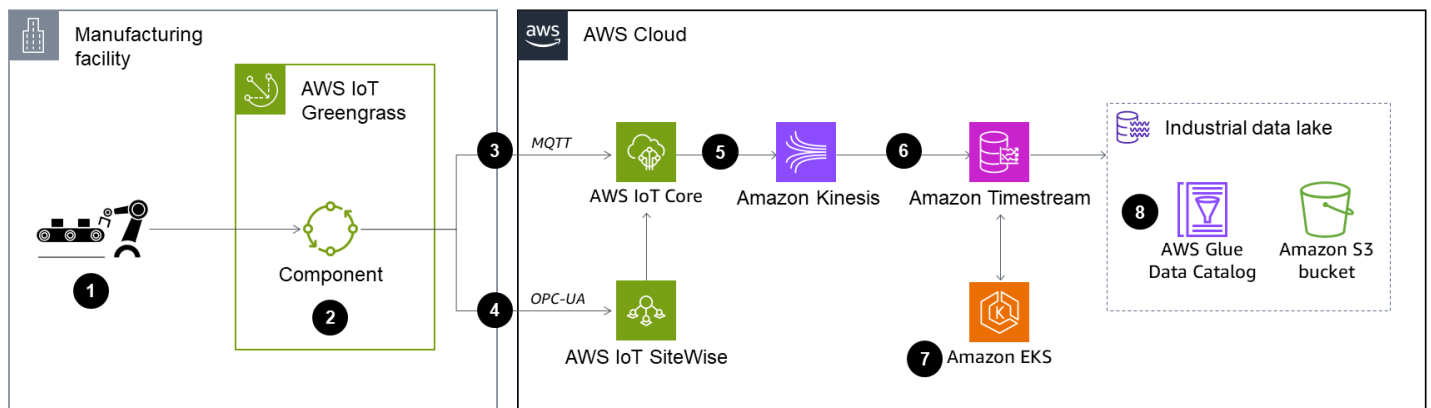 Manufacturing
facility
aws
AWS Cloud
AWS IoT
Greengrass
Component
1
2
3
MQTT
4
OPC-UA
AWS IoT Core
AWS IoT SiteWise
5
Amazon Kinesis
6
Amazon Timestream
K
7
Amazon EKS
Industrial data lake
8
AWS Glue
Data Catalog
Amazon S3
bucket